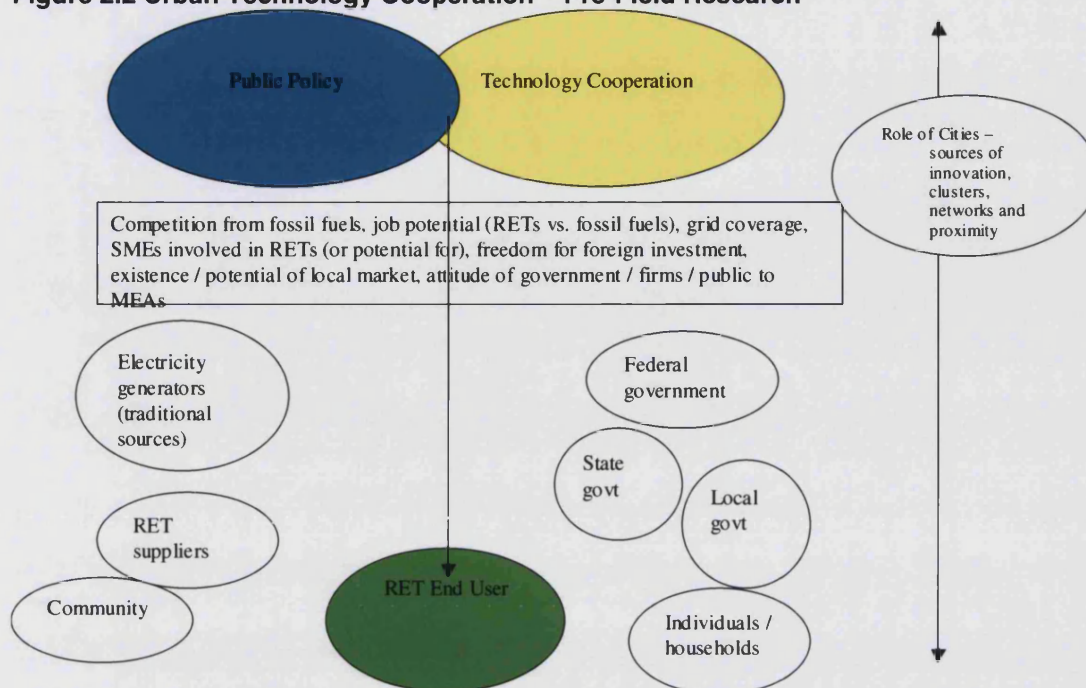 Figure 2.2 Urban Technology Cooperation – Pre-Field Research
Public Policy
Technology Cooperation
Role of Cities –
sources of
innovation,
clusters,
networks and
proximity
Competition from fossil fuels, job potential (RETs vs. fossil fuels), grid coverage,
SMEs involved in RETs (or potential for), freedom for foreign investment,
existence / potential of local market, attitude of government / firms / public to
MEAs
Electricity
generators
(traditional
sources)
Federal
government
State
govt
Local
govt
RET
suppliers
Community
RET End User
Individuals /
households